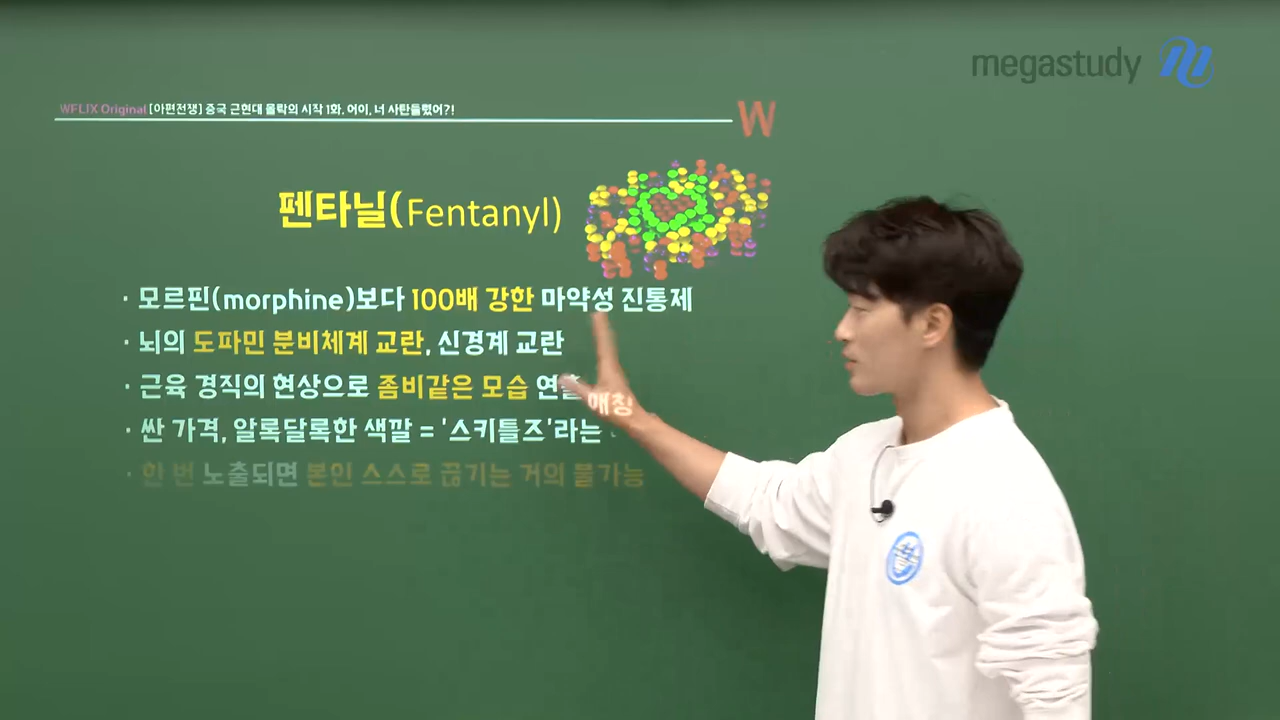 megastudy
WFLIX Original [아편전쟁] 중국 근현대 몰락의 시작 1화. 어이, 너 사탄들렸어?!
W
펜타닐(Fentanyl)
· 모르핀(morphine)보다 100배 강한 마약성 진통제
· 뇌의 도파민 분비체계 교란, 신경계 교란
· 근육 경직의 현상으로 좀비같은 모습 연출
· 싼 가격, 알록달록한 색깔 = '스키틀즈'라는 애칭
· 한 번 노출되면 본인 스스로 끊기는 거의 불가능